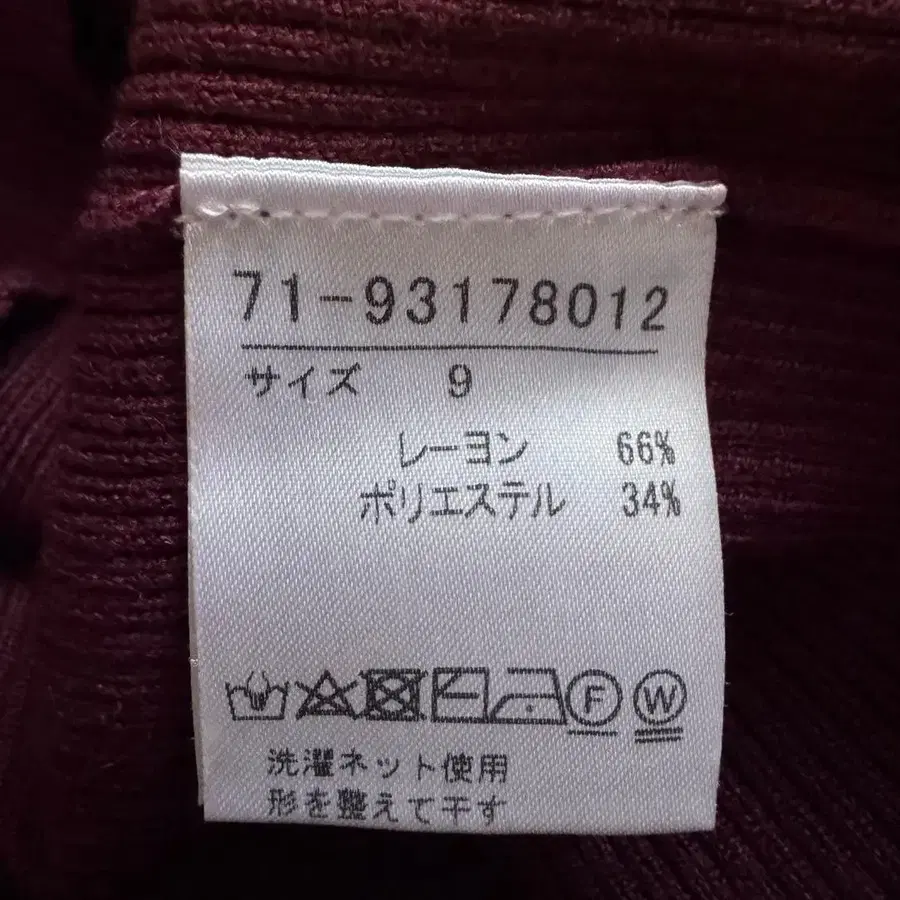 71-93178012
サイズ 9
レーヨン 66%
ポリエステル 34%
F W
洗濯ネット使用
形を整えて干す